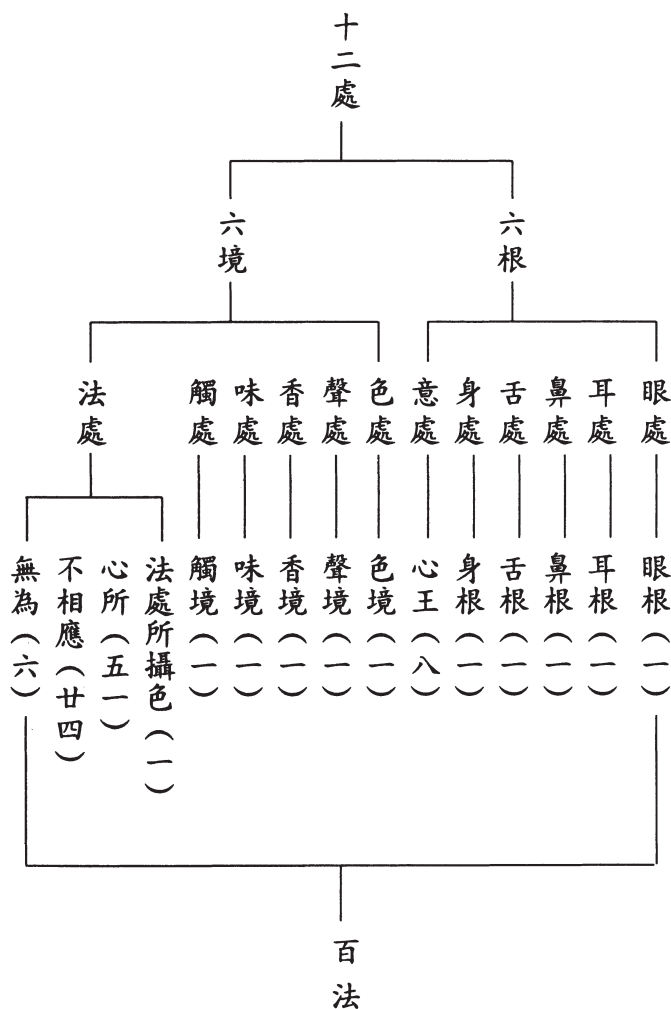 十二處
六根
六境
眼處
耳處
鼻處
舌處
身處
意處
色處
聲處
香處
味處
觸處
法處
眼根（一）
耳根（一）
鼻根（一）
舌根（一）
身根（一）
心王（八）
色境（一）
聲境（一）
香境（一）
味境（一）
觸境（一）
法處所攝色（一）
心所（五一）
不相應（廿四）
無為（六）
百法